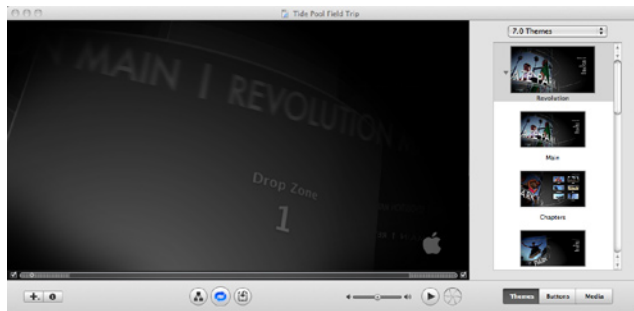 Tide Pool Field Trip
7.0 Themes
MAIN | REVOLUTION
Drop Zone
1
Revolution
Main
Chapters
Themes Buttons Media